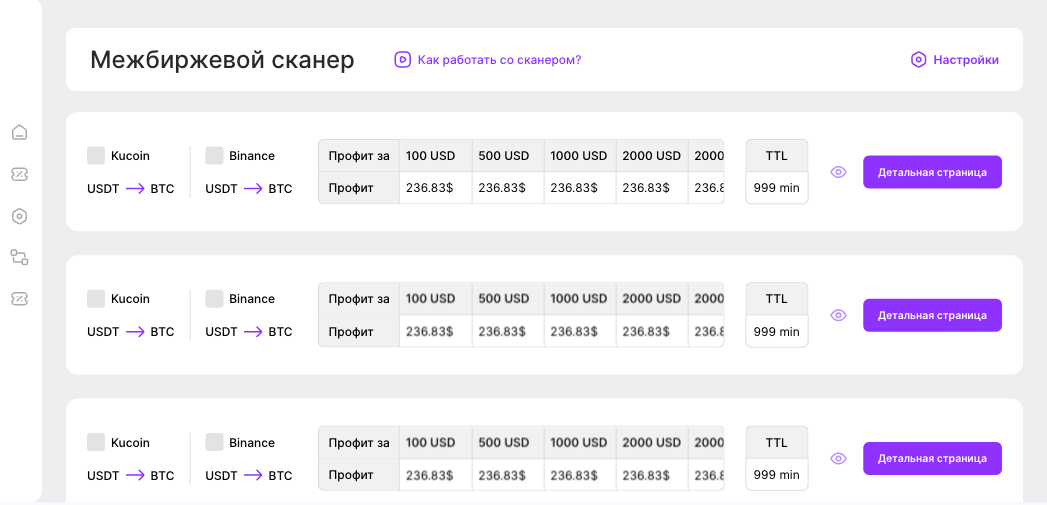 Межбиржевой сканер
Как работать со сканером?
Настройки
Kucoin Binance Профит за 100 USD 500 USD 1000 USD 2000 USD 2000 TTL
USDT → BTC USDT → BTC Профит 236.83$ 236.83$ 236.83$ 236.83$ 236.8 999 min
Детальная страница
Kucoin Binance Профит за 100 USD 500 USD 1000 USD 2000 USD 2000 TTL
USDT → BTC USDT → BTC Профит 236.83$ 236.83$ 236.83$ 236.83$ 236.8 999 min
Детальная страница
Kucoin Binance Профит за 100 USD 500 USD 1000 USD 2000 USD 2000 TTL
USDT → BTC USDT → BTC Профит 236.83$ 236.83$ 236.83$ 236.83$ 236.8 999 min
Детальная страница